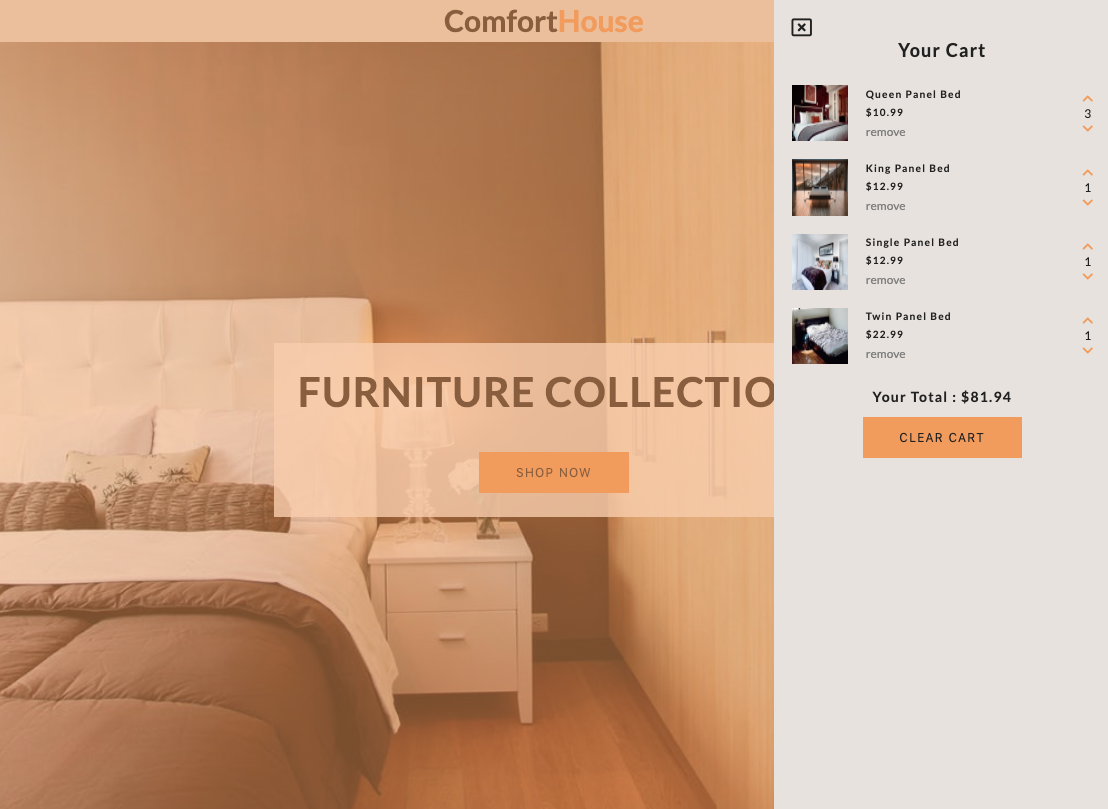 ComfortHouse
FURNITURE COLLECTIO
SHOP NOW
Your Cart
Queen Panel Bed
$10.99
remove
3
King Panel Bed
$12.99
remove
1
Single Panel Bed
$12.99
remove
1
Twin Panel Bed
$22.99
remove
1
Your Total : $81.94
CLEAR CART